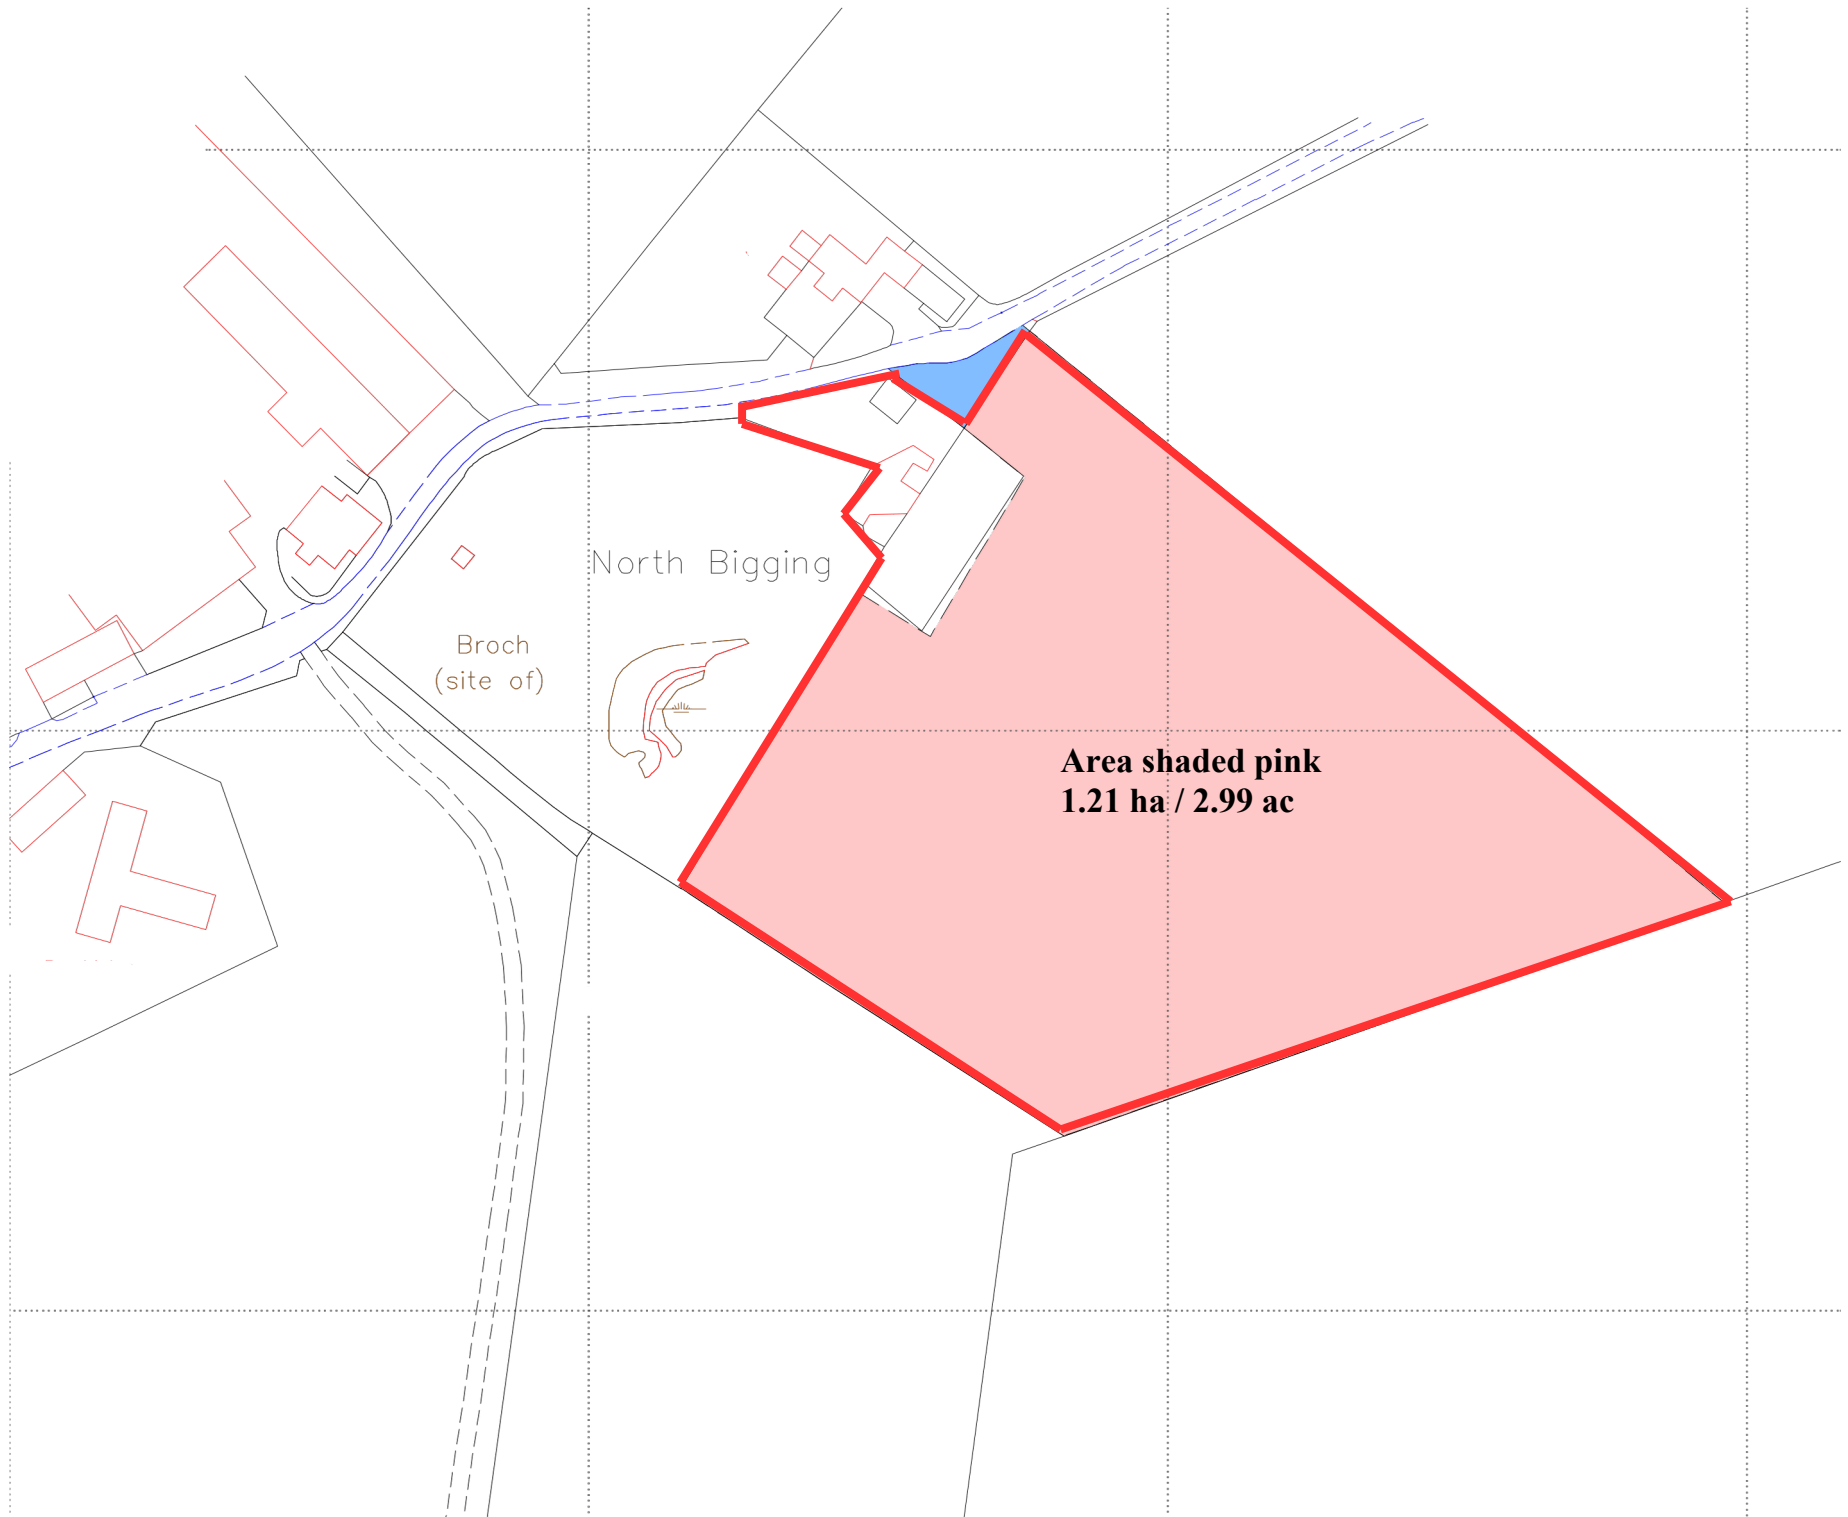 North Bigging
Broch
(site of)
Area shaded pink
1.21 ha / 2.99 ac